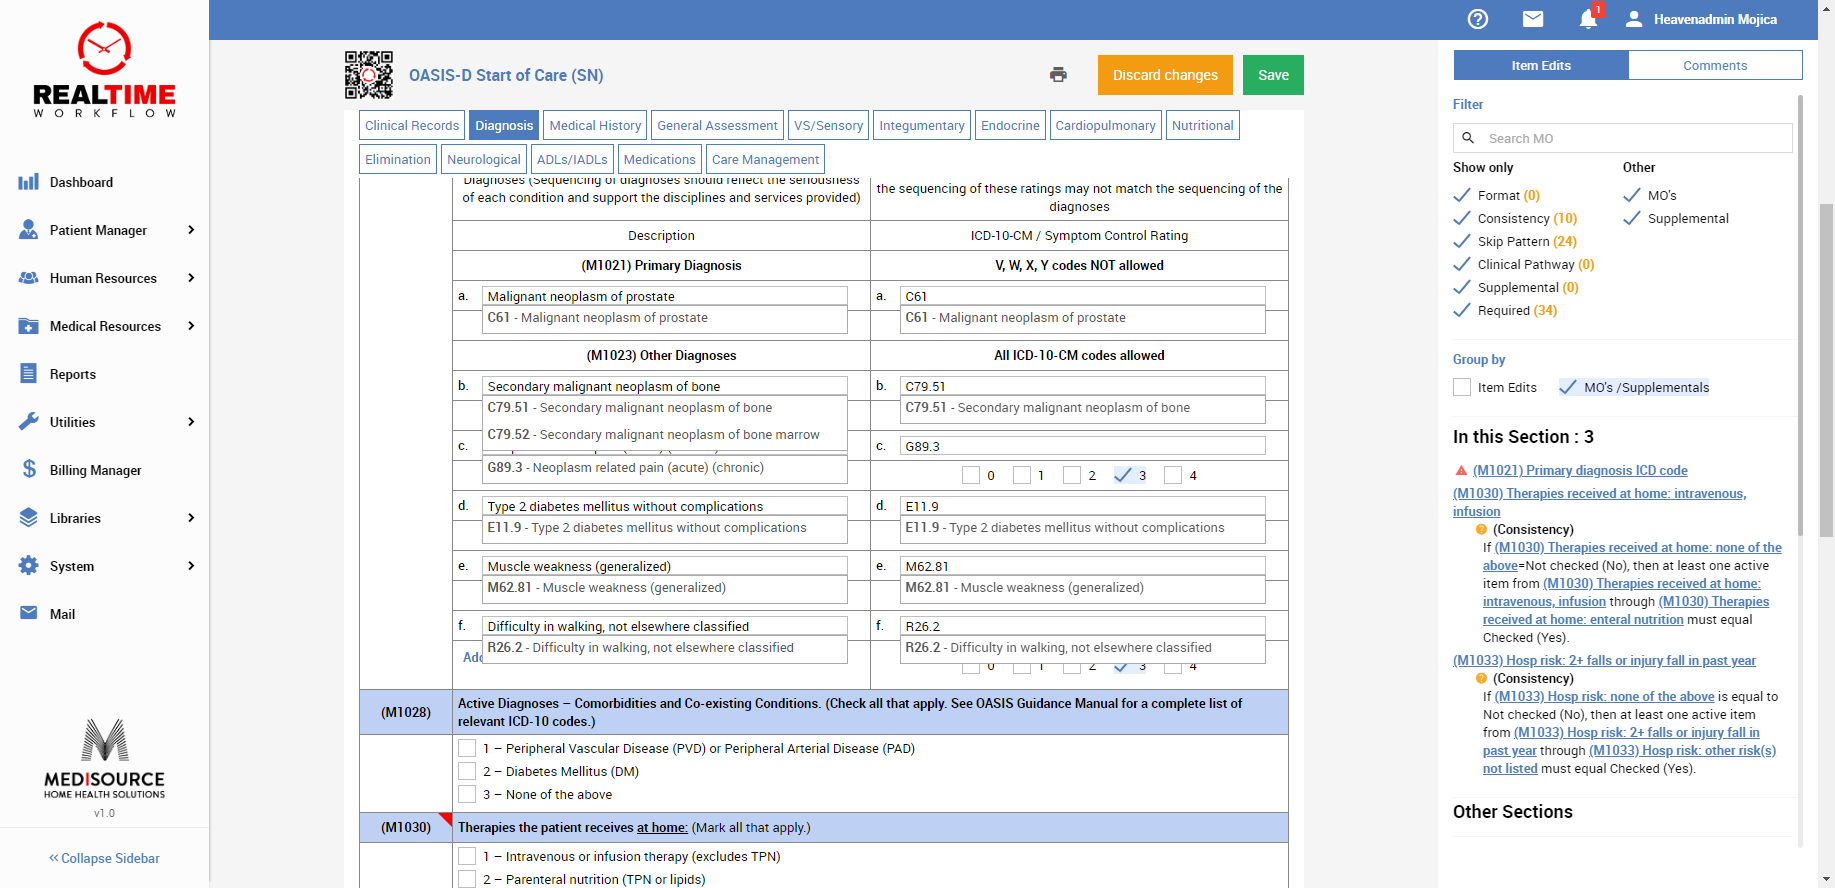 REALTIME
WORKFLOW
Dashboard
Patient Manager
Human Resources
Medical Resources
Reports
Utilities
Billing Manager
Libraries
System
Mail
MEDISOURCE
HOME HEALTH SOLUTIONS
v1.0
Collapse Sidebar
1
Heavenadmin Mojica
OASIS-D Start of Care (SN)
Discard changes
Save
Clinical Records
Diagnosis
Medical History
General Assessment
VS/Sensory
Integumentary
Endocrine
Cardiopulmonary
Nutritional
Elimination
Neurological
ADLs/IADLs
Medications
Care Management
Diagnoses (Sequencing of diagnoses should reflect the seriousness
of each condition and support the disciplines and services provided)
the sequencing of these ratings may not match the sequencing of the
diagnoses
Description
ICD-10-CM / Symptom Control Rating
(M1021) Primary Diagnosis
V, W, X, Y codes NOT allowed
a. Malignant neoplasm of prostate
C61 - Malignant neoplasm of prostate
a. C61
C61 - Malignant neoplasm of prostate
(M1023) Other Diagnoses
All ICD-10-CM codes allowed
b. Secondary malignant neoplasm of bone
C79.51 - Secondary malignant neoplasm of bone
C79.52 - Secondary malignant neoplasm of bone marrow
b. C79.51
C79.51 - Secondary malignant neoplasm of bone
c.
G89.3 - Neoplasm related pain (acute) (chronic)
c. G89.3
0 1 2 3 4
d. Type 2 diabetes mellitus without complications
E11.9 - Type 2 diabetes mellitus without complications
d. E11.9
E11.9 - Type 2 diabetes mellitus without complications
e. Muscle weakness (generalized)
M62.81 - Muscle weakness (generalized)
e. M62.81
M62.81 - Muscle weakness (generalized)
f. Difficulty in walking, not elsewhere classified
R26.2 - Difficulty in walking, not elsewhere classified
f. R26.2
R26.2 - Difficulty in walking, not elsewhere classified
0 1 2 3 4
(M1028)
Active Diagnoses – Comorbidities and Co-existing Conditions. (Check all that apply. See OASIS Guidance Manual for a complete list of
relevant ICD-10 codes.)
1 – Peripheral Vascular Disease (PVD) or Peripheral Arterial Disease (PAD)
2 – Diabetes Mellitus (DM)
3 – None of the above
(M1030)
Therapies the patient receives at home: (Mark all that apply.)
1 – Intravenous or infusion therapy (excludes TPN)
2 – Parenteral nutrition (TPN or lipids)
Item Edits
Comments
Filter
Search MO
Show only
Other
Format (0)
MO's
Consistency (10)
Supplemental
Skip Pattern (24)
Clinical Pathway (0)
Supplemental (0)
Required (34)
Group by
Item Edits
MO's /Supplementals
In this Section : 3
(M1021) Primary diagnosis ICD code
(M1030) Therapies received at home: intravenous,
infusion
(Consistency)
If (M1030) Therapies received at home: none of the
above=Not checked (No), then at least one active
item from (M1030) Therapies received at home:
intravenous, infusion through (M1030) Therapies
received at home: enteral nutrition must equal
Checked (Yes).
(M1033) Hosp risk: 2+ falls or injury fall in past year
(Consistency)
If (M1033) Hosp risk: none of the above is equal to
Not checked (No), then at least one active item
from (M1033) Hosp risk: 2+ falls or injury fall in
past year through (M1033) Hosp risk: other risk(s)
not listed must equal Checked (Yes).
Other Sections